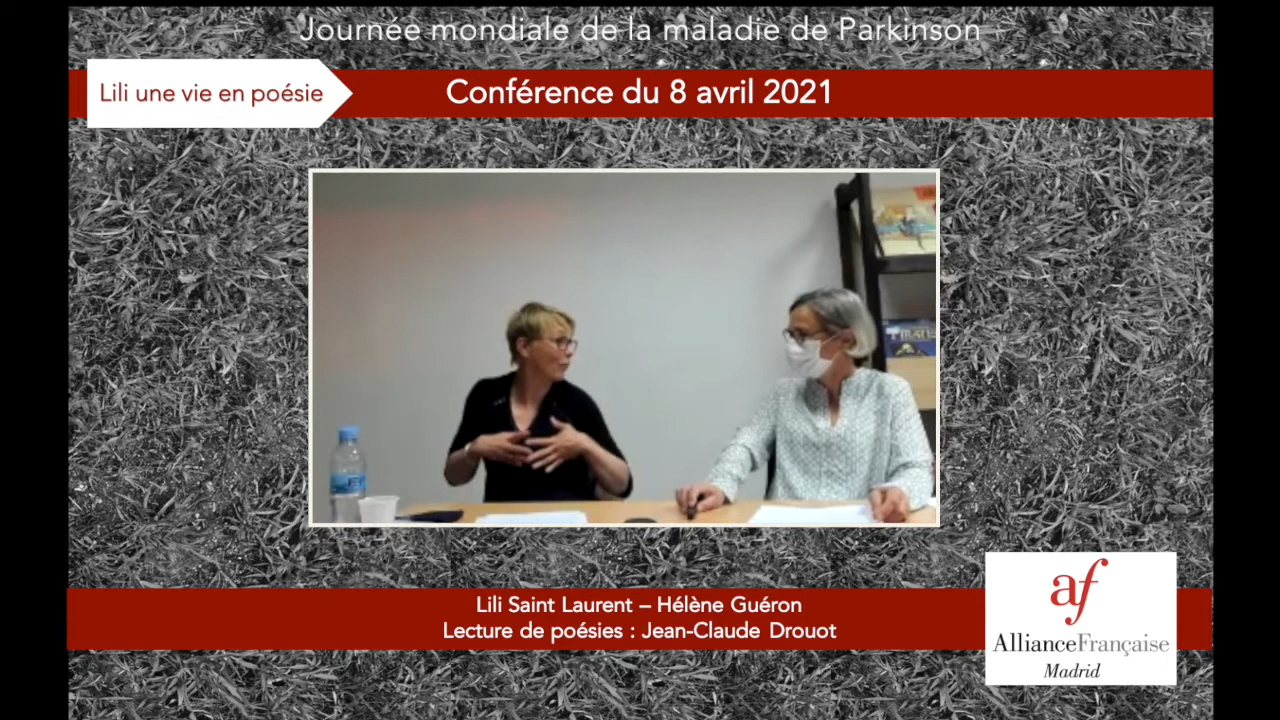 Journée mondiale de la maladie de Parkinson
Lili une vie en poésie
Conférence du 8 avril 2021
Lili Saint Laurent – Hélène Guéron
Lecture de poésies : Jean-Claude Drouot
af
AllianceFrançaise
Madrid